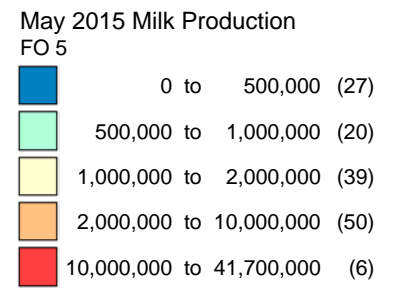 May 2015 Milk Production
FO 5
0 to 500,000 (27)
500,000 to 1,000,000 (20)
1,000,000 to 2,000,000 (39)
2,000,000 to 10,000,000 (50)
10,000,000 to 41,700,000 (6)